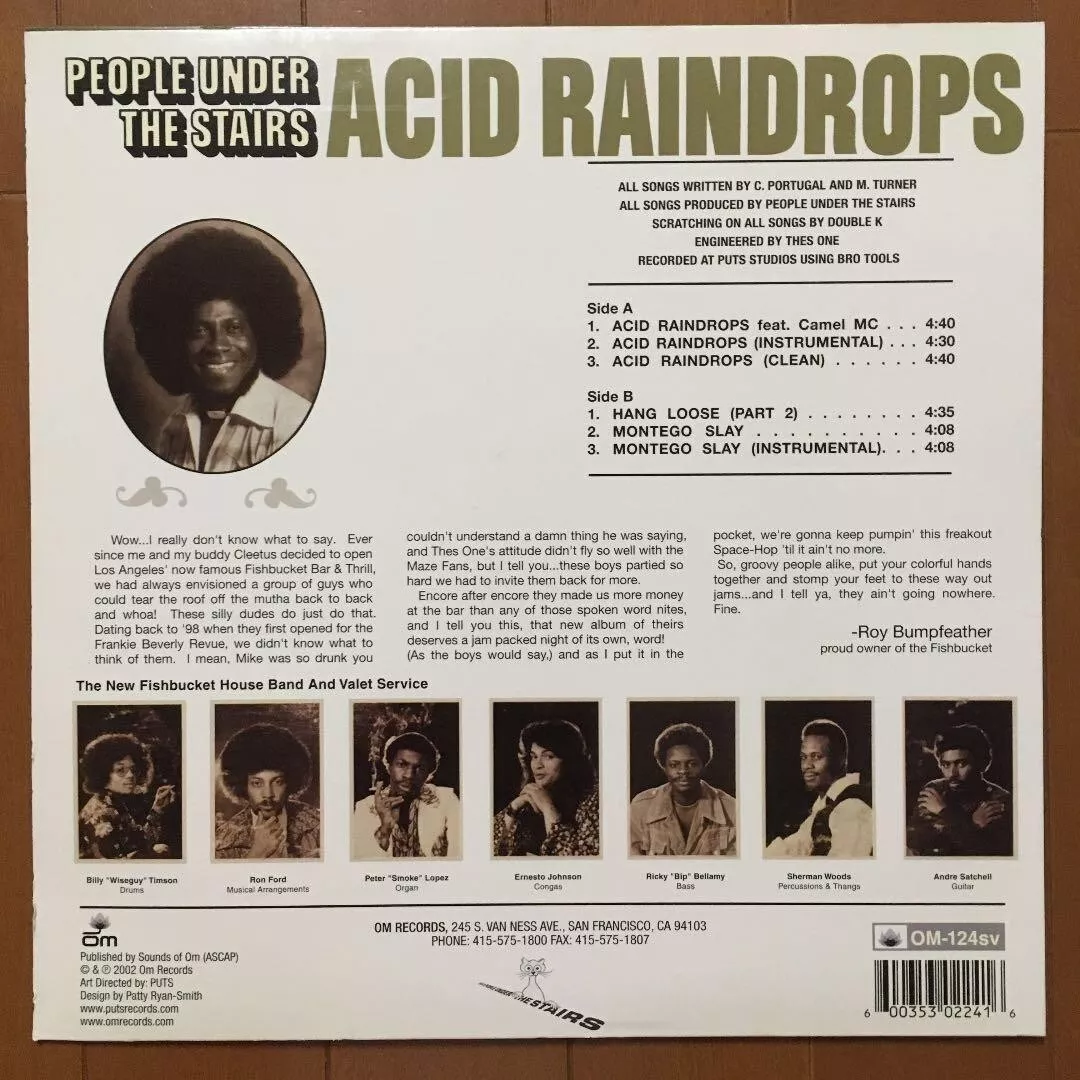 PEOPLE UNDER
THE STAIRS
ACID RAINDROPS
ALL SONGS WRITTEN BY C. PORTUGAL AND M. TURNER
ALL SONGS PRODUCED BY PEOPLE UNDER THE STAIRS
SCRATCHING ON ALL SONGS BY DOUBLE K
ENGINEERED BY THES ONE
RECORDED AT PUTS STUDIOS USING BRO TOOLS
Side A
1. ACID RAINDROPS feat. Camel MC . . . 4:40
2. ACID RAINDROPS (INSTRUMENTAL) . . . 4:30
3. ACID RAINDROPS (CLEAN) . . . . . . 4:40
Side B
1. HANG LOOSE (PART 2) . . . . . . . . 4:35
2. MONTEGO SLAY . . . . . . . . . . 4:08
3. MONTEGO SLAY (INSTRUMENTAL). . . 4:08
Wow...I really don't know what to say. Ever
since me and my buddy Cleetus decided to open
Los Angeles' now famous Fishbucket Bar & Thrill,
we had always envisioned a group of guys who
could tear the roof off the mutha back to back
and whoa! These silly dudes do just do that.
Dating back to '98 when they first opened for the
Frankie Beverly Revue, we didn't know what to
think of them. I mean, Mike was so drunk you
couldn't understand a damn thing he was saying,
and Thes One's attitude didn't fly so well with the
Maze Fans, but I tell you...these boys partied so
hard we had to invite them back for more.
Encore after encore they made us more money
at the bar than any of those spoken word nites,
and I tell you this, that new album of theirs
deserves a jam packed night of its own, word!
(As the boys would say,) and as I put it in the
pocket, we're gonna keep pumpin' this freakout
Space-Hop 'til it ain't no more.
So, groovy people alike, put your colorful hands
together and stomp your feet to these way out
jams...and I tell ya, they ain't going nowhere.
Fine.
-Roy Bumpfeather
proud owner of the Fishbucket
The New Fishbucket House Band And Valet Service
Billy "Wiseguy" Timson
Drums
Ron Ford
Musical Arrangements
Peter "Smoke" Lopez
Organ
Ernesto Johnson
Congas
Ricky "Bip" Bellamy
Bass
Sherman Woods
Percussions & Thangs
Andre Satchell
Guitar
om
Published by Sounds of Om (ASCAP)
© & ℗ 2002 Om Records
Art Directed by: PUTS
Design by Patty Ryan-Smith
www.putsrecords.com
www.omrecords.com
OM RECORDS, 245 S. VAN NESS AVE., SAN FRANCISCO, CA 94103
PHONE: 415-575-1800 FAX: 415-575-1807
PEOPLE UNDER THE STAIRS
OM-124sv
6 00353 02241 6